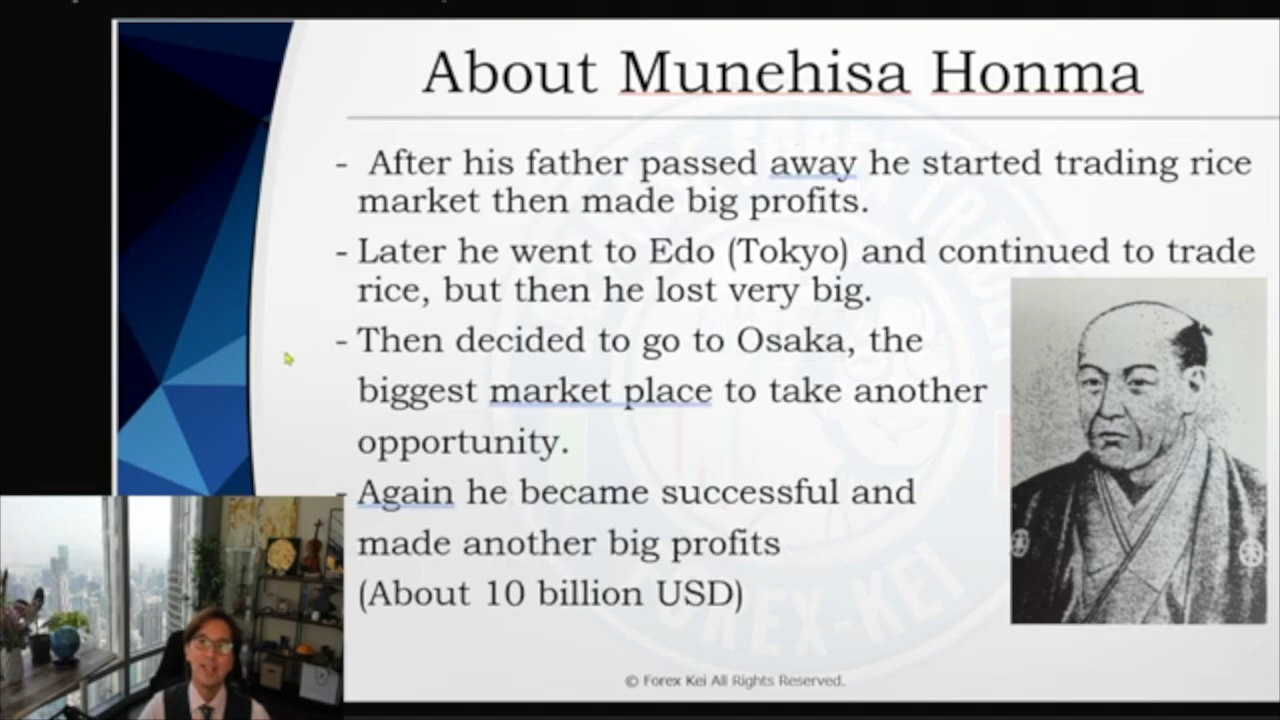 About Munehisa Honma
- After his father passed away he started trading rice
market then made big profits.
- Later he went to Edo (Tokyo) and continued to trade
rice, but then he lost very big.
- Then decided to go to Osaka, the
biggest market place to take another
opportunity.
- Again he became successful and
made another big profits
(About 10 billion USD)
FOREX-KEI
© Forex Kei All Rights Reserved.